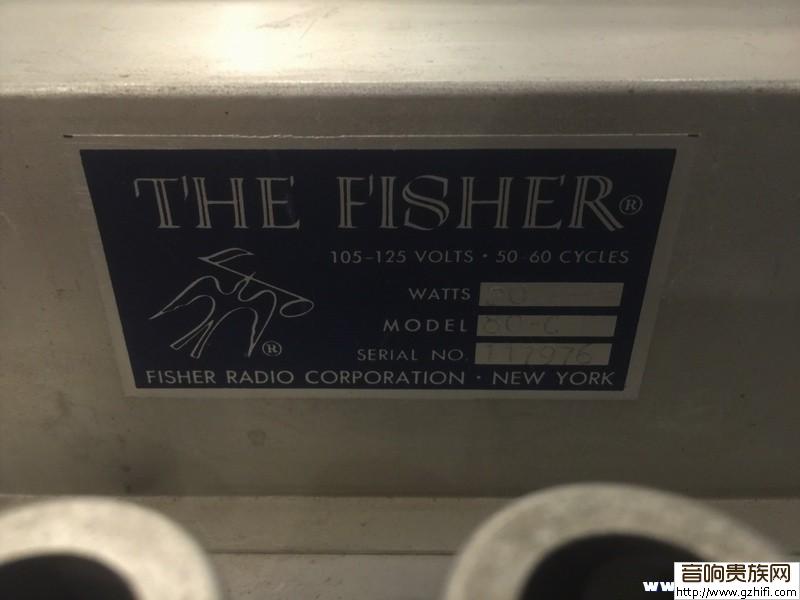 THE FISHER®
105-125 VOLTS · 50-60 CYCLES
WATTS
MODEL 80-C
SERIAL NO. 117976
®
FISHER RADIO CORPORATION · NEW YORK
音响贵族网
http://www.gzhifi.com